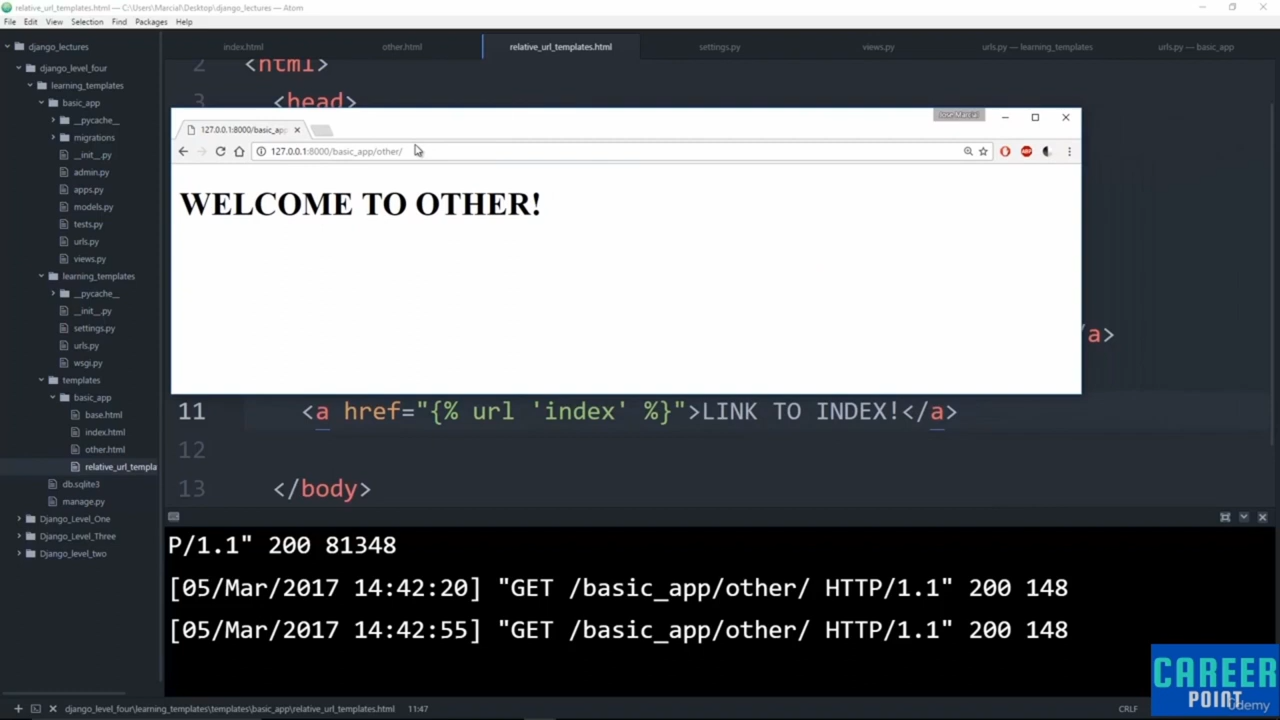 relative_url_templates.html — C:\Users\Marcial\Desktop\django_lectures — Atom
File Edit View Selection Find Packages Help
django_lectures
django_level_four
learning_templates
basic_app
__pycache__
migrations
__init__.py
admin.py
apps.py
models.py
tests.py
urls.py
views.py
learning_templates
__pycache__
__init__.py
settings.py
urls.py
wsgi.py
templates
basic_app
base.html
index.html
other.html
relative_url_templa
db.sqlite3
manage.py
Django_Level_One
Django_Level_Three
Django_level_two
index.html other.html relative_url_templates.html settings.py views.py urls.py — learning_templates urls.py — basic_app
2 <html>
3 <head>
Jose Marcial
127.0.0.1:8000/basic_app
127.0.0.1:8000/basic_app/other/
WELCOME TO OTHER!
/a>
11 <a href="{% url 'index' %}">LINK TO INDEX!</a>
12
13 </body>
P/1.1" 200 81348
[05/Mar/2017 14:42:20] "GET /basic_app/other/ HTTP/1.1" 200 148
[05/Mar/2017 14:42:55] "GET /basic_app/other/ HTTP/1.1" 200 148
django_level_four\learning_templates\templates\basic_app\relative_url_templates.html 11:47 CRLF
CAREER
POINT
Udemy